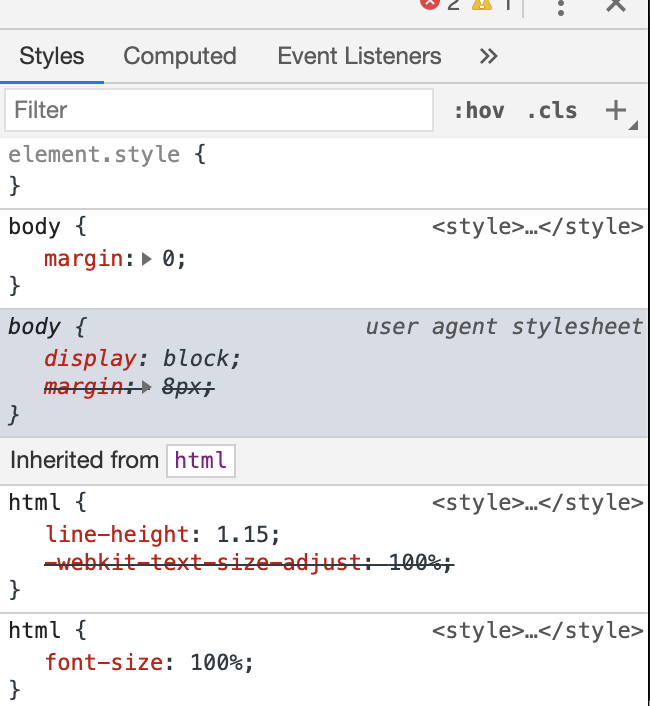 2 1
Styles Computed Event Listeners »
Filter :hov .cls +
element.style {
}
body { <style>…</style>
margin: 0;
}
body { user agent stylesheet
display: block;
margin: 8px;
}
Inherited from html
html { <style>…</style>
line-height: 1.15;
-webkit-text-size-adjust: 100%;
}
html { <style>…</style>
font-size: 100%;
}